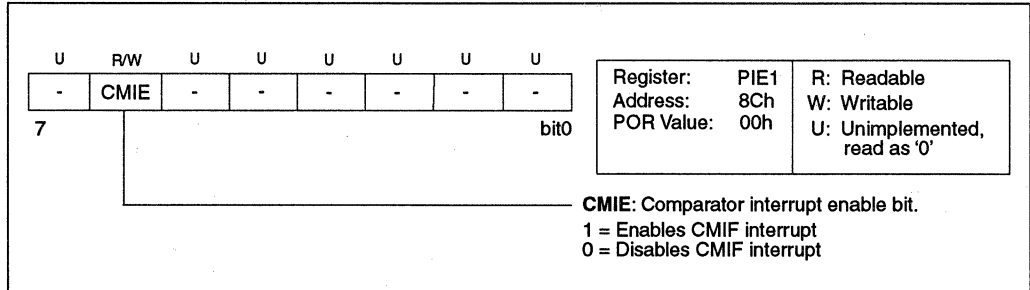 U R/W U U U U U U
- CMIE - - - - - -
7 bit0
Register: PIE1
Address: 8Ch
POR Value: 00h
R: Readable
W: Writable
U: Unimplemented,
read as '0'
CMIE: Comparator interrupt enable bit.
1 = Enables CMIF interrupt
0 = Disables CMIF interrupt